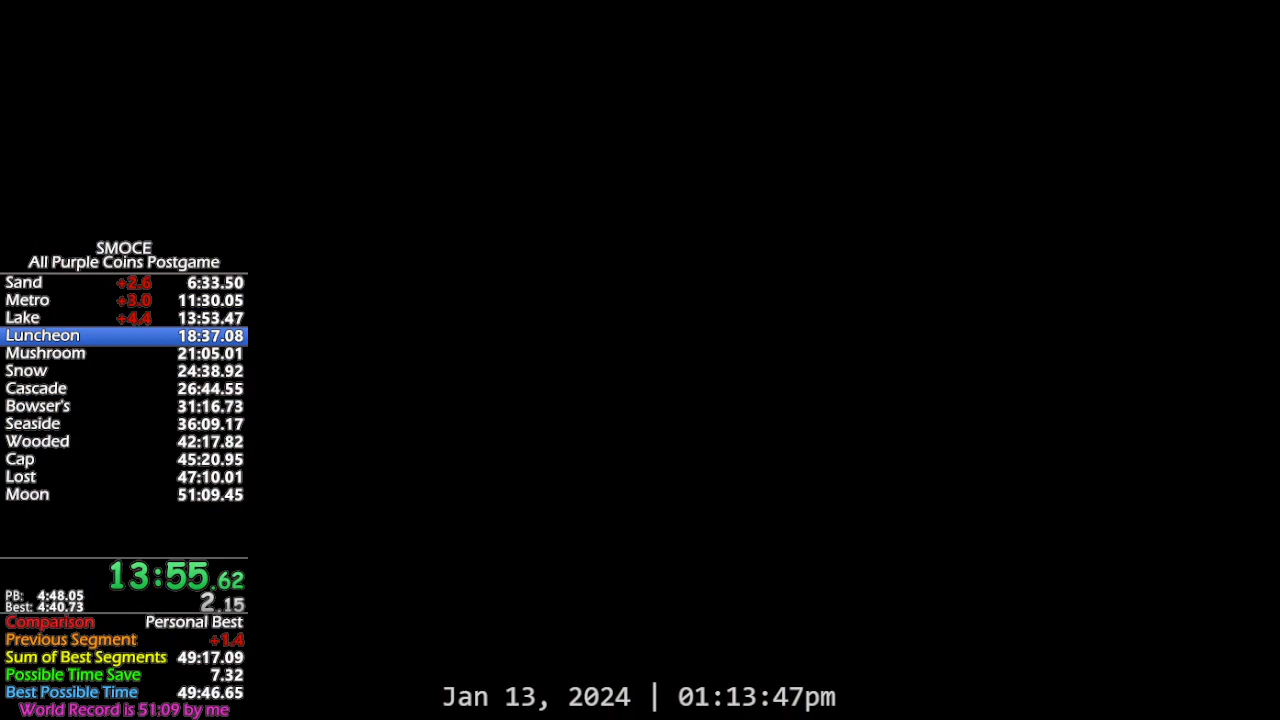 SMOCE
All Purple Coins Postgame
Sand +2.6 6:33.50
Metro +3.0 11:30.05
Lake +4.4 13:53.47
Luncheon 18:37.08
Mushroom 21:05.01
Snow 24:38.92
Cascade 26:44.55
Bowser's 31:16.73
Seaside 36:09.17
Wooded 42:17.82
Cap 45:20.95
Lost 47:10.01
Moon 51:09.45
13:55.62
PB: 4:48.05
Best: 4:40.73 2.15
Comparison Personal Best
Previous Segment +1.4
Sum of Best Segments 49:17.09
Possible Time Save 7.32
Best Possible Time 49:46.65
World Record is 51:09 by me
Jan 13, 2024 | 01:13:47pm